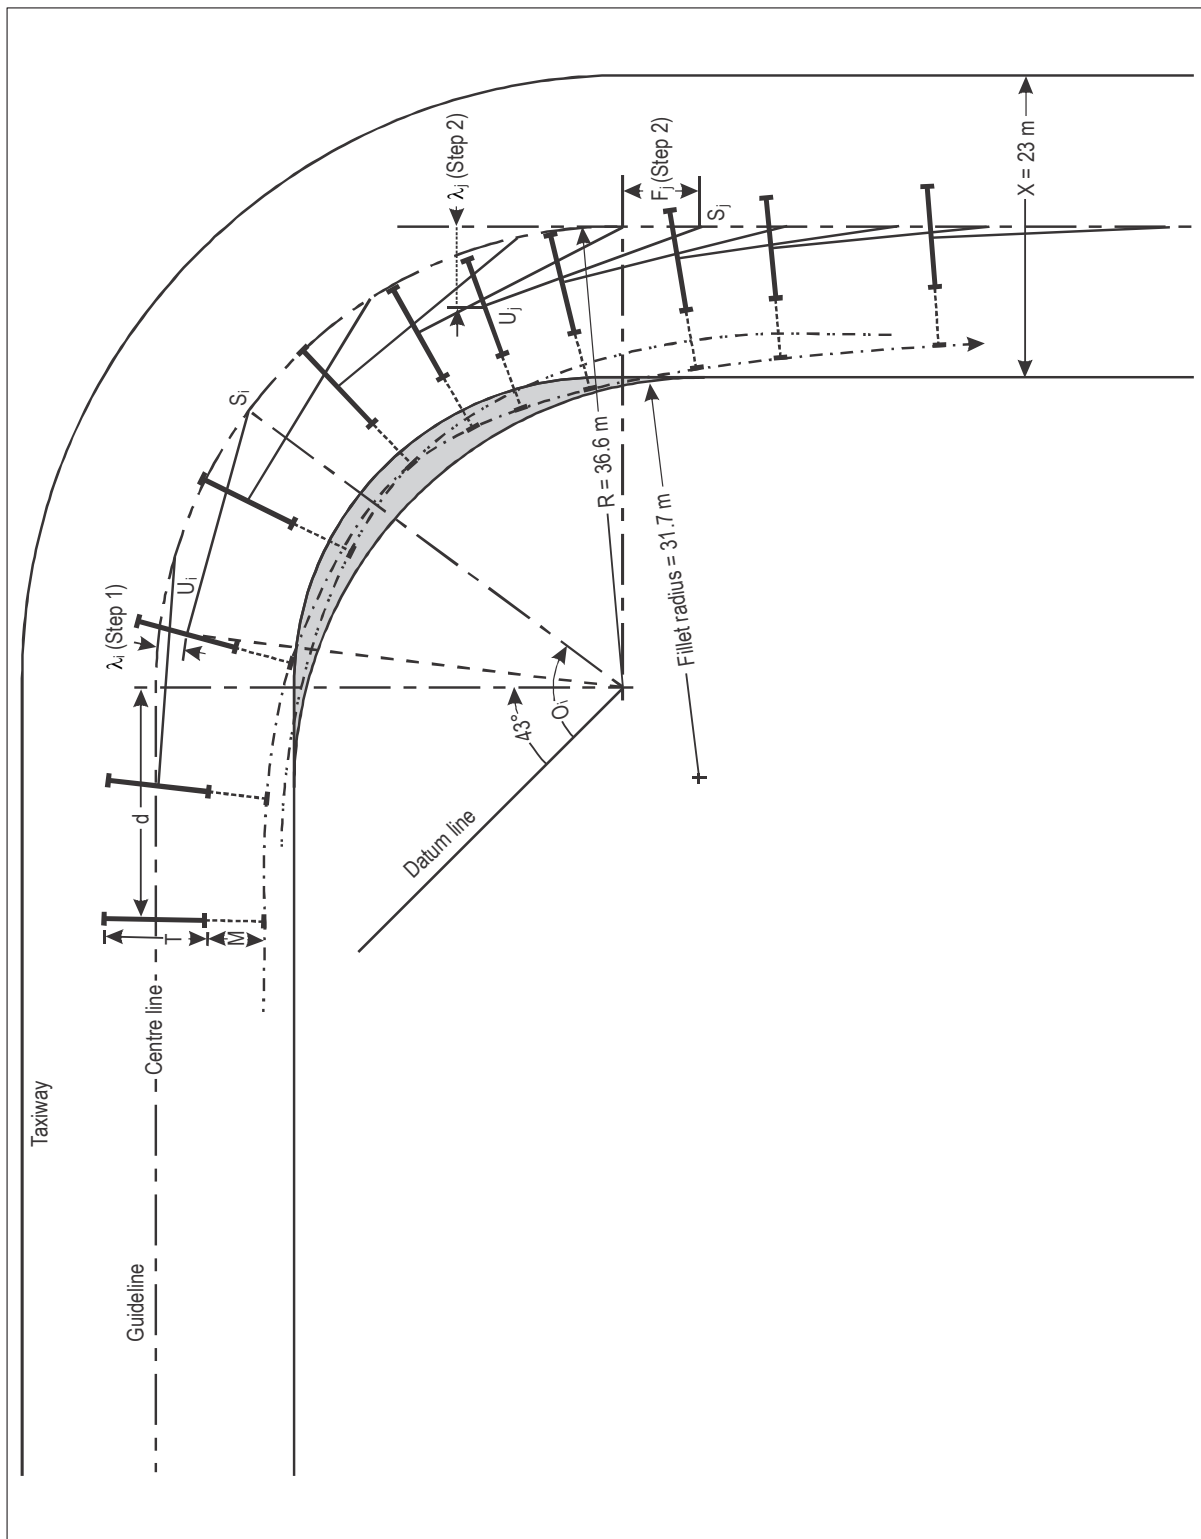 λⱼ (Step 2)
Fⱼ (Step 2)
Sⱼ
X = 23 m
Uⱼ
Sᵢ
R = 36.6 m
Uᵢ
λᵢ (Step 1)
Fillet radius = 31.7 m
Oᵢ
43°
d
Datum line
T
M
Centre line
Taxiway
Guideline